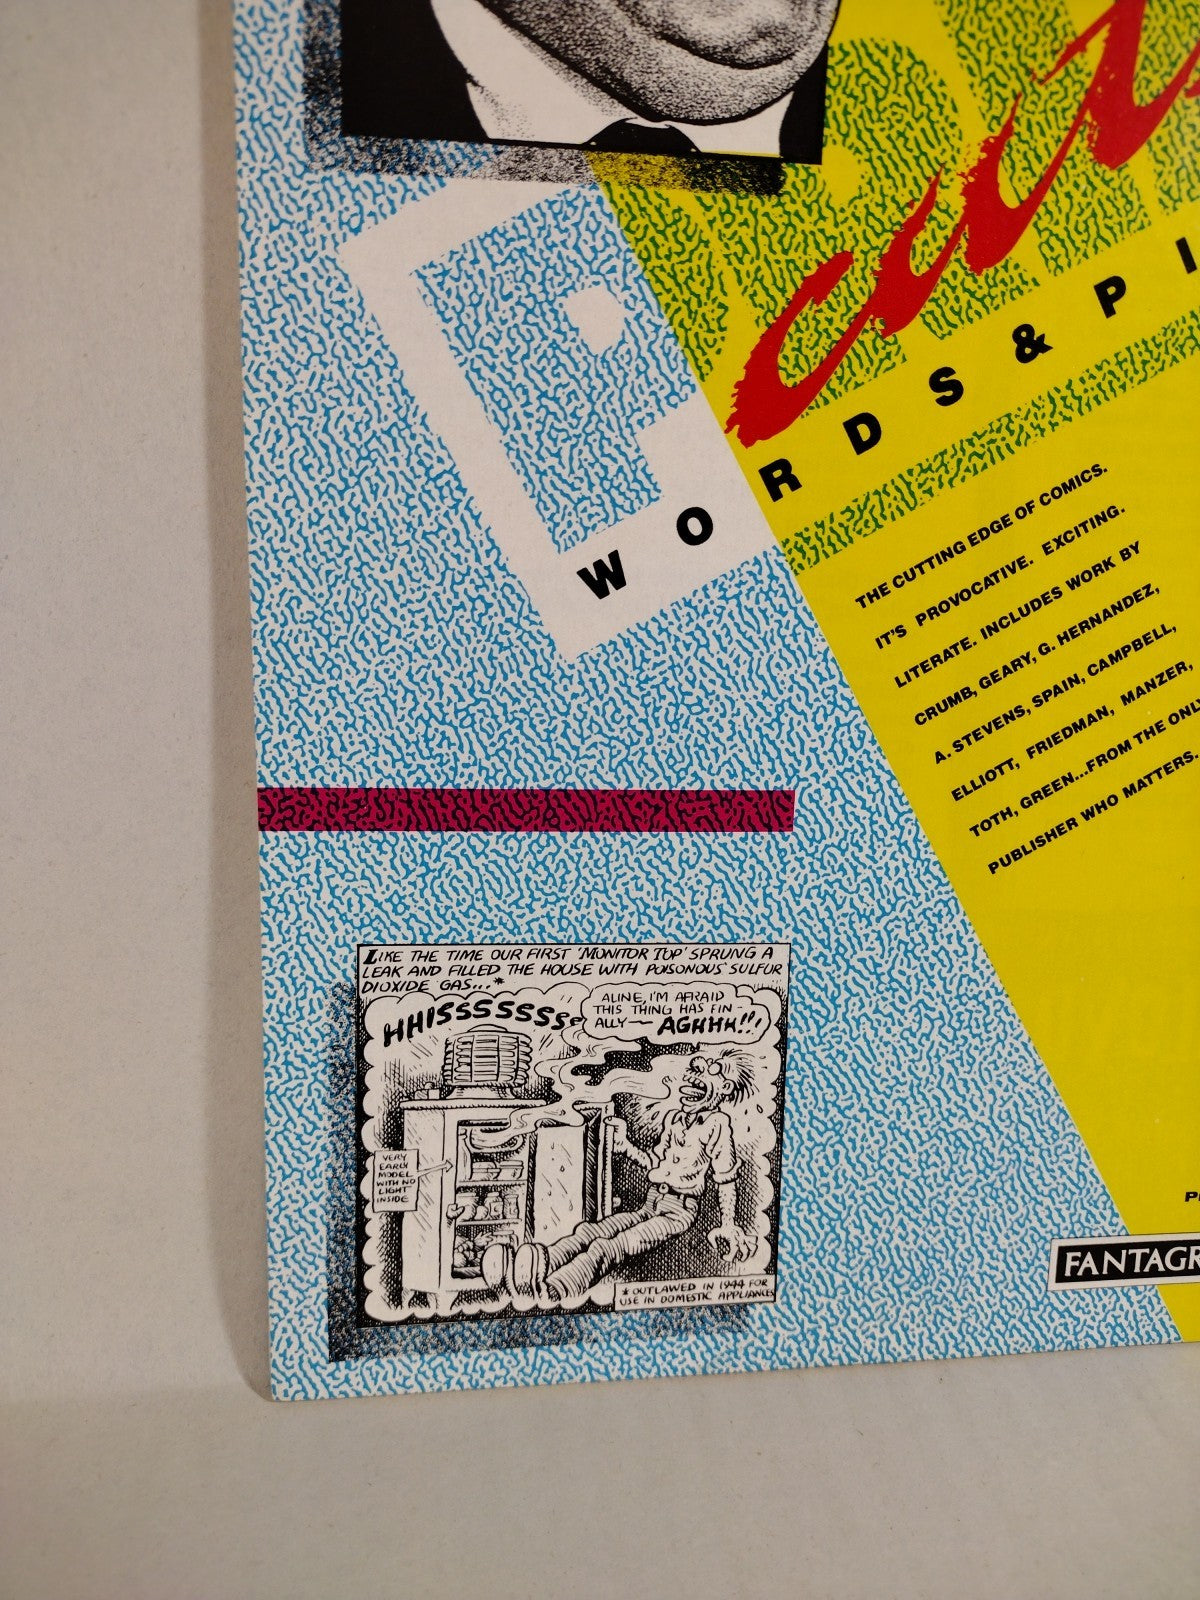 WORDS & PI
THE CUTTING EDGE OF COMICS.
IT'S PROVOCATIVE. EXCITING.
LITERATE. INCLUDES WORK BY
CRUMB, GEARY, G. HERNANDEZ,
A. STEVENS, SPAIN, CAMPBELL,
ELLIOTT, FRIEDMAN, MANZER,
TOTH, GREEN...FROM THE ONLY
PUBLISHER WHO MATTERS.
LIKE THE TIME OUR FIRST 'MONITOR TOP' SPRUNG A
LEAK AND FILLED THE HOUSE WITH POISONOUS SULFUR
DIOXIDE GAS...*
HHISSSSSSSS
ALINE, I'M AFRAID
THIS THING HAS FIN-
ALLY— AGHHH!!!
VERY
EARLY
MODEL
WITH NO
LIGHT
INSIDE
* OUTLAWED IN 1944 FOR
USE IN DOMESTIC APPLIANCES
FANTAGR